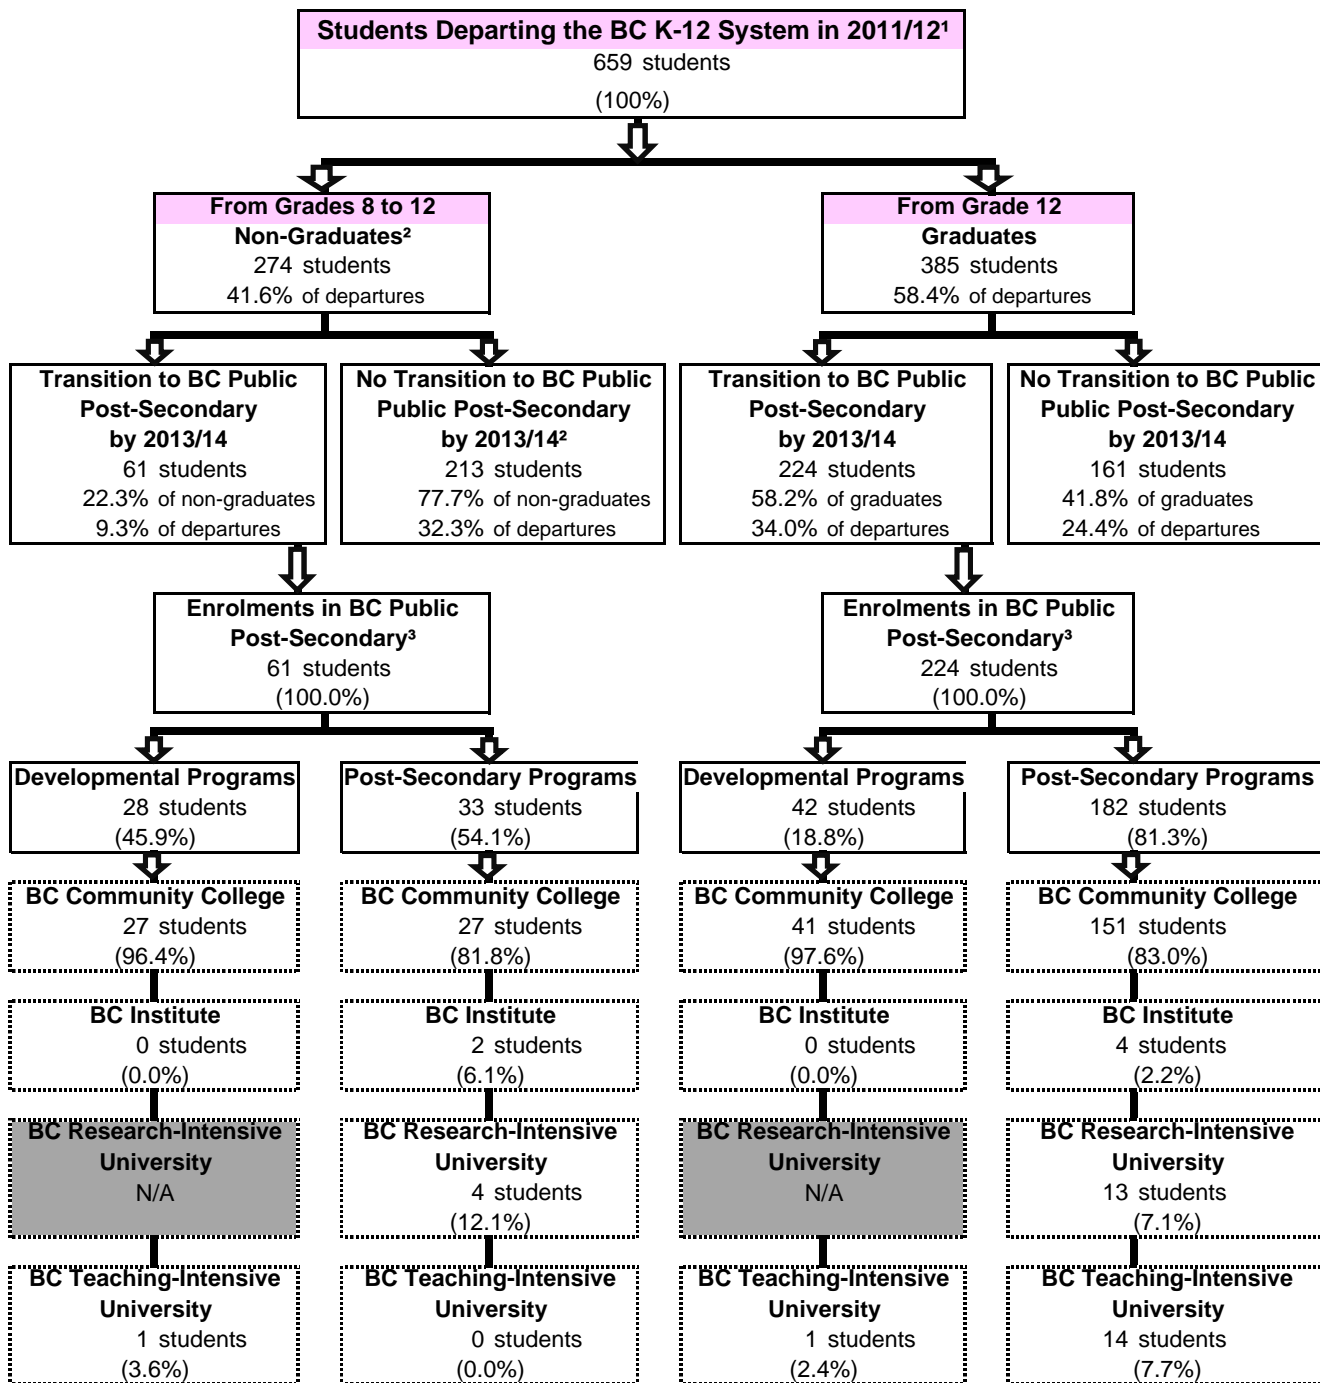 Students Departing the BC K-12 System in 2011/12¹
659 students
(100%)
From Grades 8 to 12
Non-Graduates²
274 students
41.6% of departures
From Grade 12
Graduates
385 students
58.4% of departures
Transition to BC Public
Post-Secondary
by 2013/14
61 students
22.3% of non-graduates
9.3% of departures
No Transition to BC Public
Public Post-Secondary
by 2013/14²
213 students
77.7% of non-graduates
32.3% of departures
Transition to BC Public
Post-Secondary
by 2013/14
224 students
58.2% of graduates
34.0% of departures
No Transition to BC Public
Public Post-Secondary
by 2013/14
161 students
41.8% of graduates
24.4% of departures
Enrolments in BC Public
Post-Secondary³
61 students
(100.0%)
Enrolments in BC Public
Post-Secondary³
224 students
(100.0%)
Developmental Programs
28 students
(45.9%)
Post-Secondary Programs
33 students
(54.1%)
Developmental Programs
42 students
(18.8%)
Post-Secondary Programs
182 students
(81.3%)
BC Community College
27 students
(96.4%)
BC Community College
27 students
(81.8%)
BC Community College
41 students
(97.6%)
BC Community College
151 students
(83.0%)
BC Institute
0 students
(0.0%)
BC Institute
2 students
(6.1%)
BC Institute
0 students
(0.0%)
BC Institute
4 students
(2.2%)
BC Research-Intensive
University
N/A
BC Research-Intensive
University
4 students
(12.1%)
BC Research-Intensive
University
N/A
BC Research-Intensive
University
13 students
(7.1%)
BC Teaching-Intensive
University
1 students
(3.6%)
BC Teaching-Intensive
University
0 students
(0.0%)
BC Teaching-Intensive
University
1 students
(2.4%)
BC Teaching-Intensive
University
14 students
(7.7%)